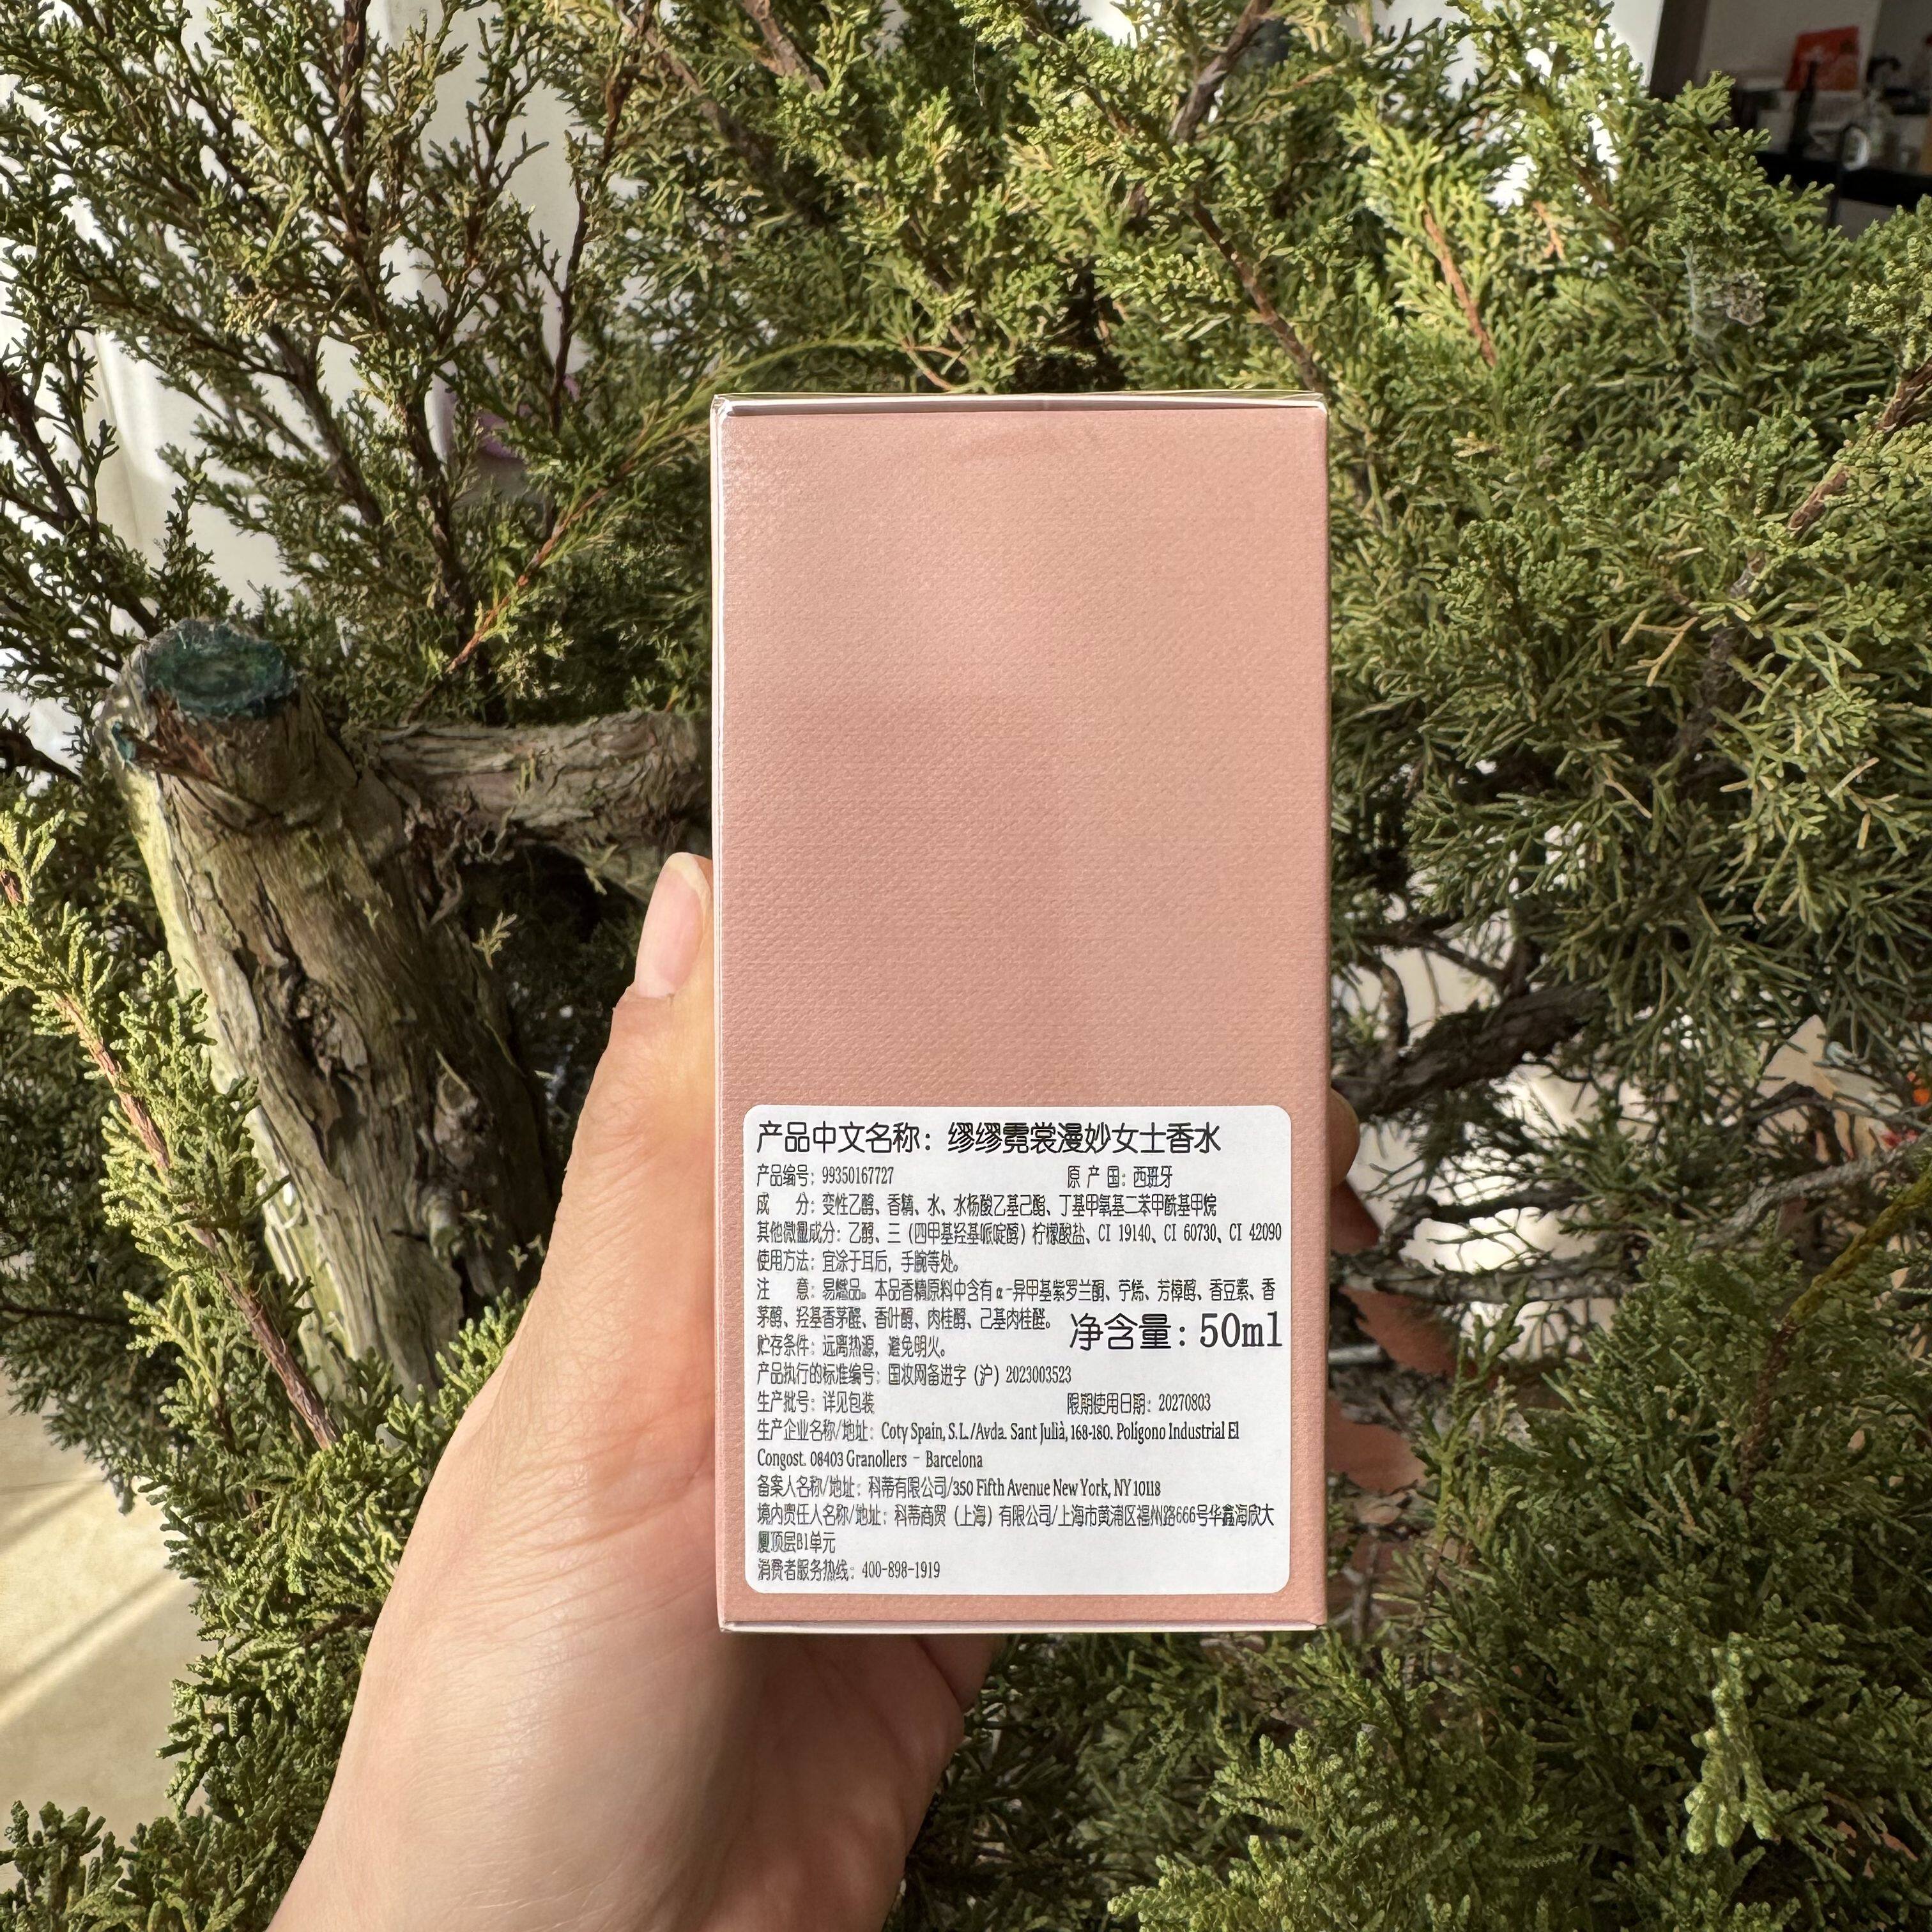 产品中文名称：缪缪霓裳漫妙女士香水
产品编号：99350167727 原 产 国：西班牙
成 分：变性乙醇、香精、水、水杨酸乙基己酯、丁基甲氧基二苯甲酰基甲烷
其他微量成分：乙醇、三（四甲基羟基哌啶醇）柠檬酸盐、CI 19140、CI 60730、CI 42090
使用方法：宜涂于耳后，手腕等处。
注 意：易燃品。本品香精原料中含有α-异甲基紫罗兰酮、苧烯、芳樟醇、香豆素、香
茅醇、羟基香茅醛、香叶醇、肉桂醇、己基肉桂醛。
净含量：50ml
贮存条件：远离热源，避免明火。
产品执行的标准编号：国妆网备进字（沪）2023003523
生产批号：详见包装 限期使用日期：20270803
生产企业名称/地址：Coty Spain, S.L./Avda. Sant Julià, 168-180. Polígono Industrial El
Congost. 08403 Granollers - Barcelona
备案人名称/地址：科蒂有限公司/350 Fifth Avenue New York, NY 10118
境内责任人名称/地址：科蒂商贸（上海）有限公司/上海市黄浦区福州路666号华鑫海欣大
厦顶层B1单元
消费者服务热线：400-898-1919